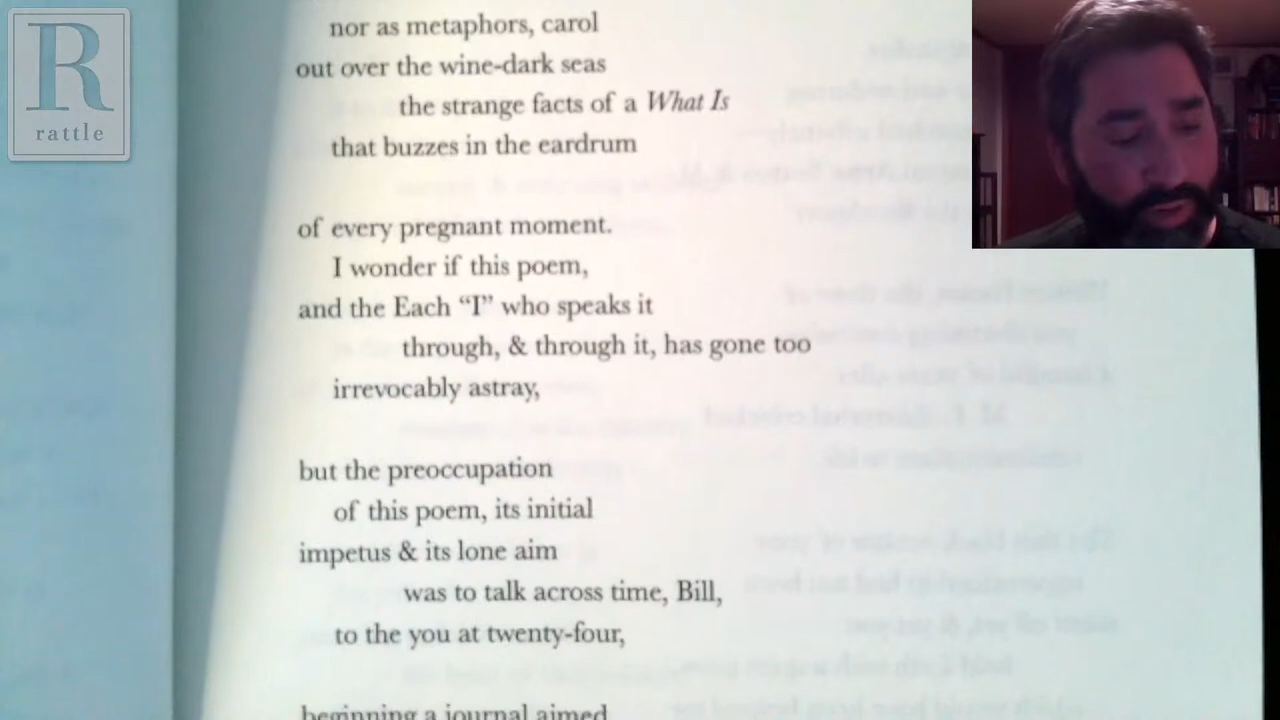 R
rattle
nor as metaphors, carol
out over the wine-dark seas
the strange facts of a What Is
that buzzes in the eardrum
of every pregnant moment.
I wonder if this poem,
and the Each “I” who speaks it
through, & through it, has gone too
irrevocably astray,
but the preoccupation
of this poem, its initial
impetus & its lone aim
was to talk across time, Bill,
to the you at twenty-four,
beginning a journal aimed